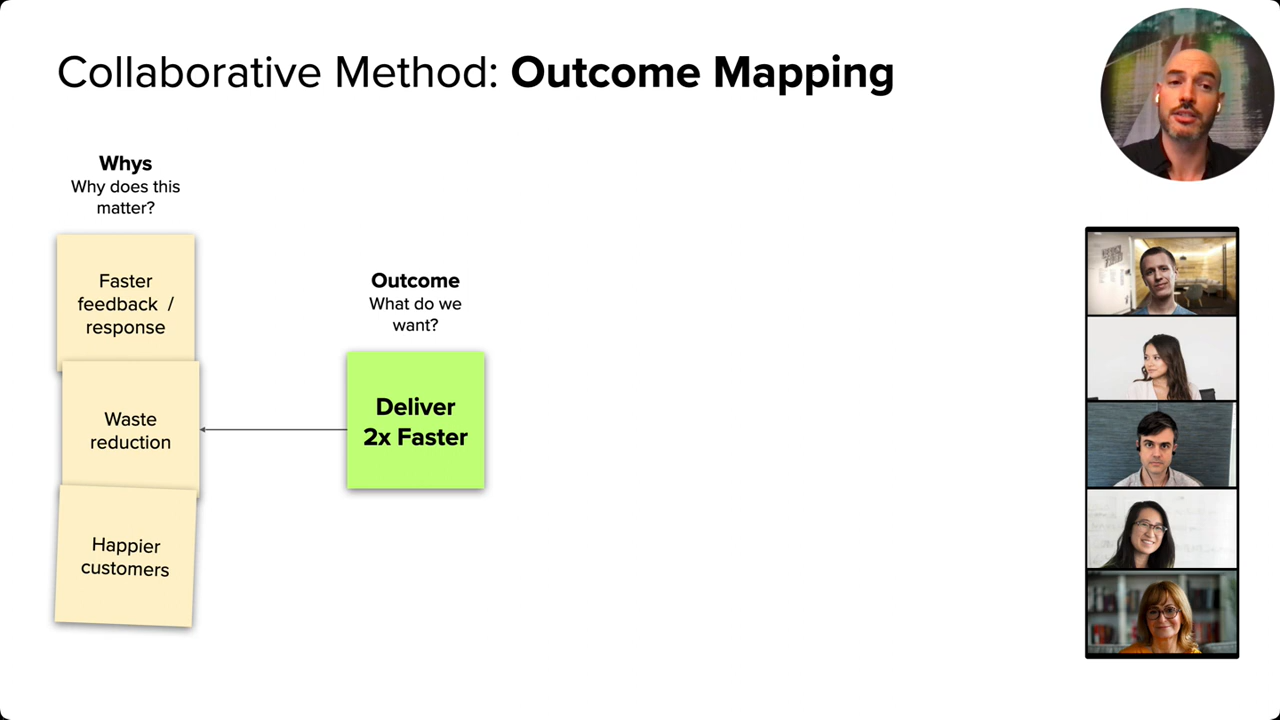 Collaborative Method: Outcome Mapping
Whys
Why does this
matter?
Faster
feedback / 
response
Waste
reduction
Happier
customers
Outcome
What do we
want?
Deliver
2x Faster